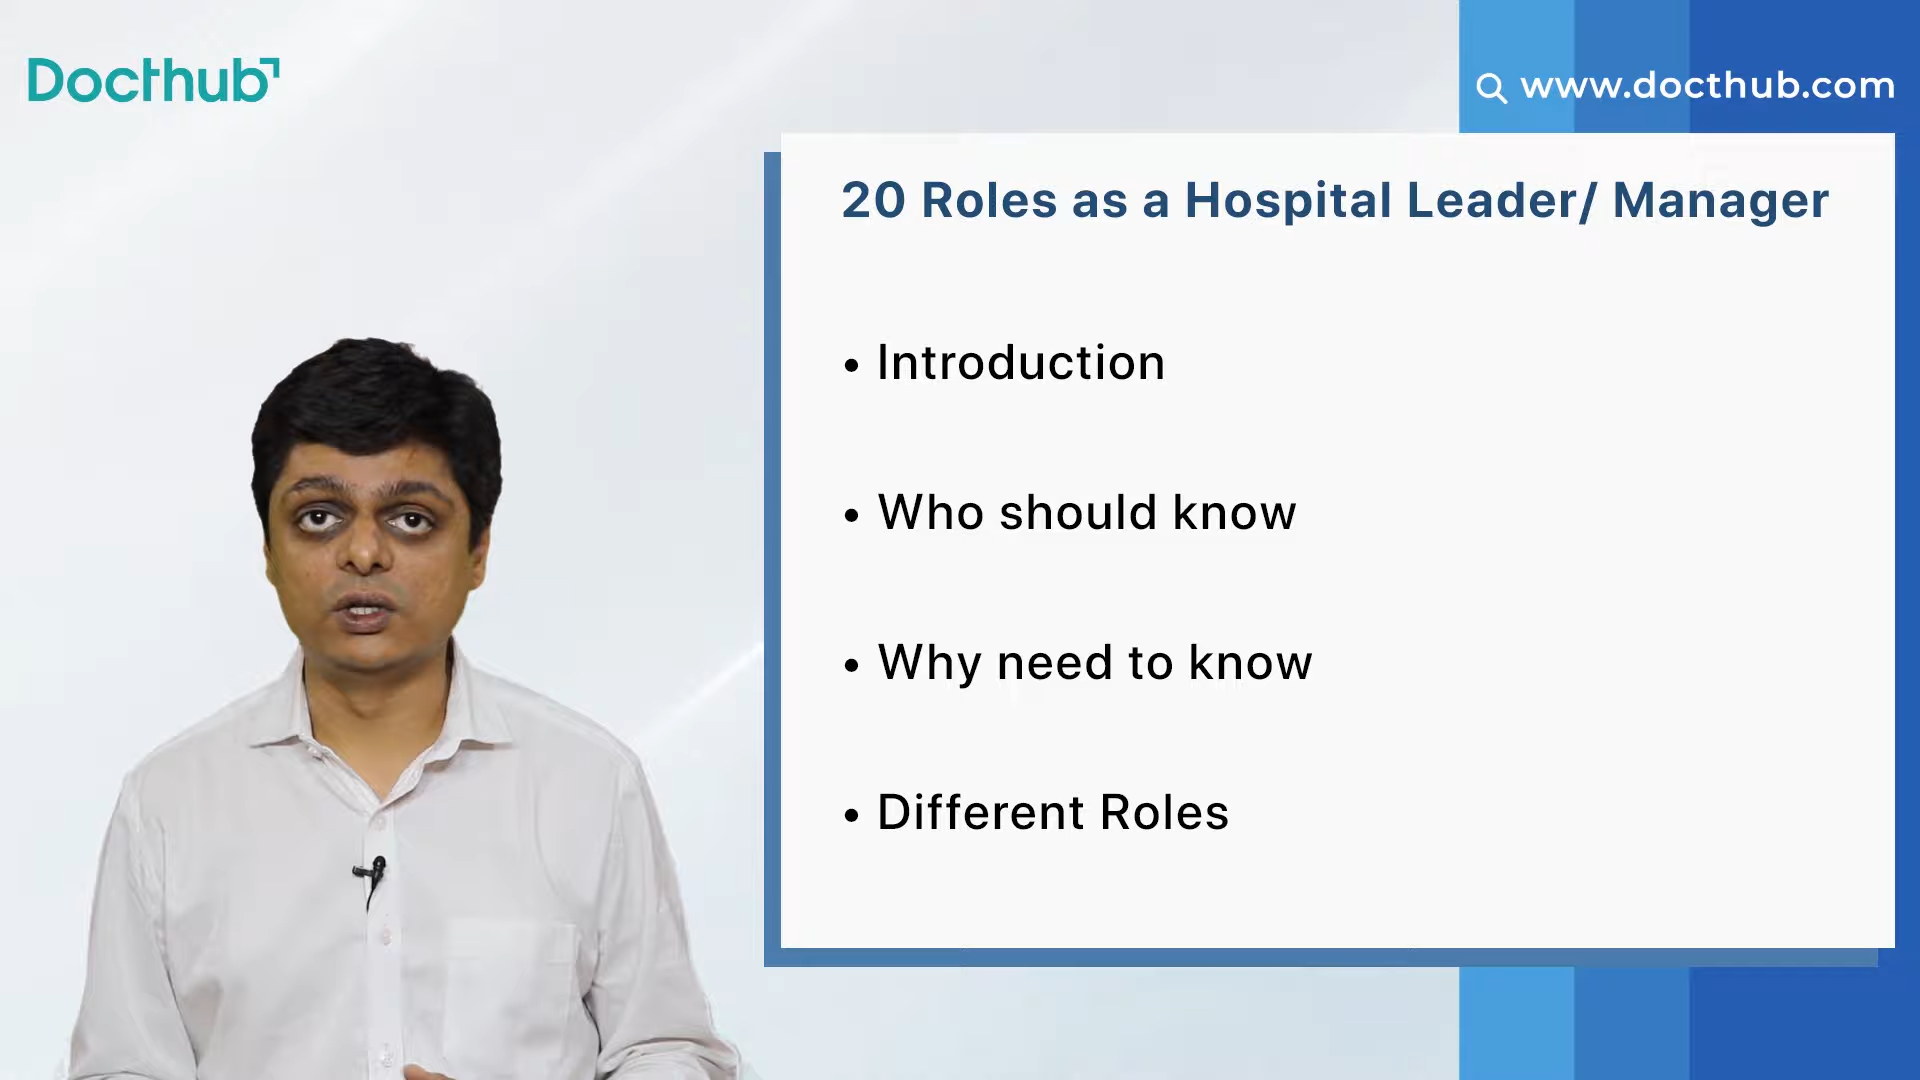 Docthub
www.docthub.com
20 Roles as a Hospital Leader/ Manager
• Introduction
• Who should know
• Why need to know
• Different Roles